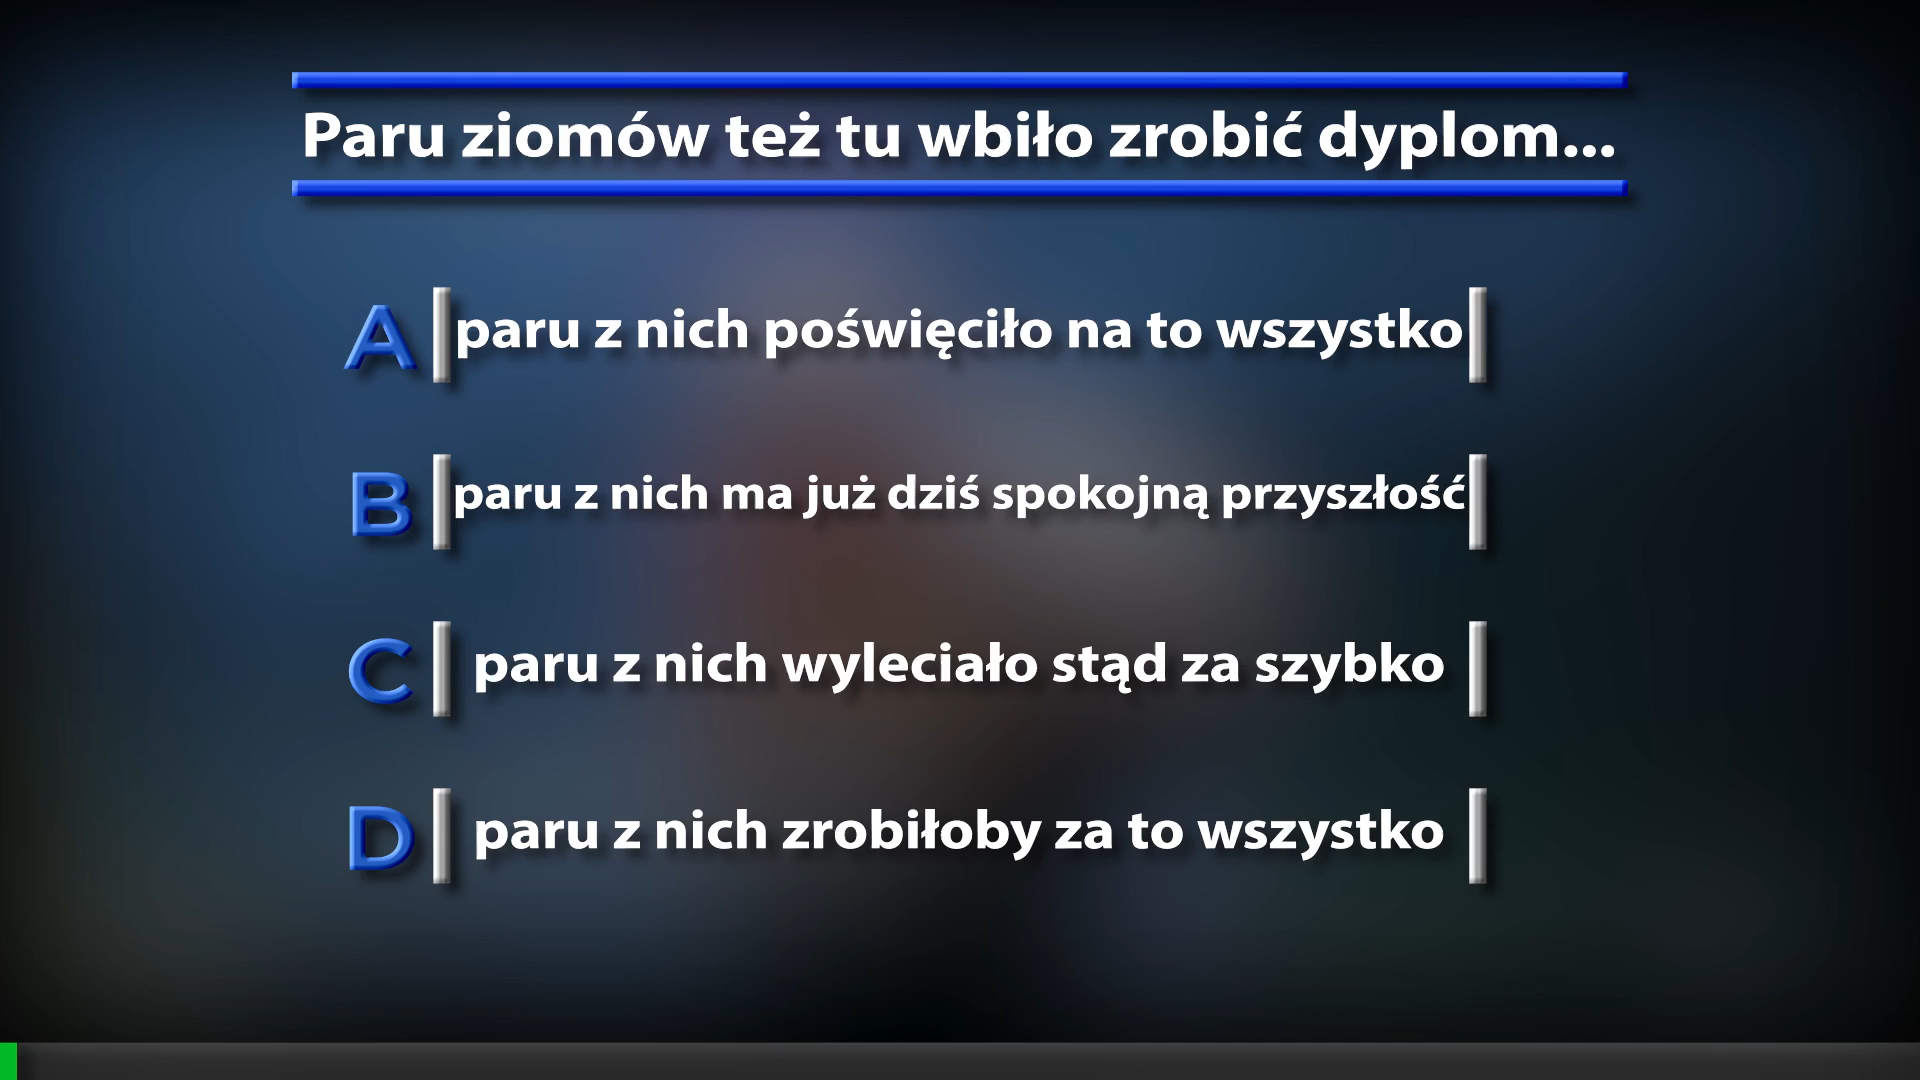 Paru ziomów też tu wbiło zrobić dyplom...
A paru z nich poświęciło na to wszystko
B paru z nich ma już dziś spokojną przyszłość
C paru z nich wyleciało stąd za szybko
D paru z nich zrobiłoby za to wszystko